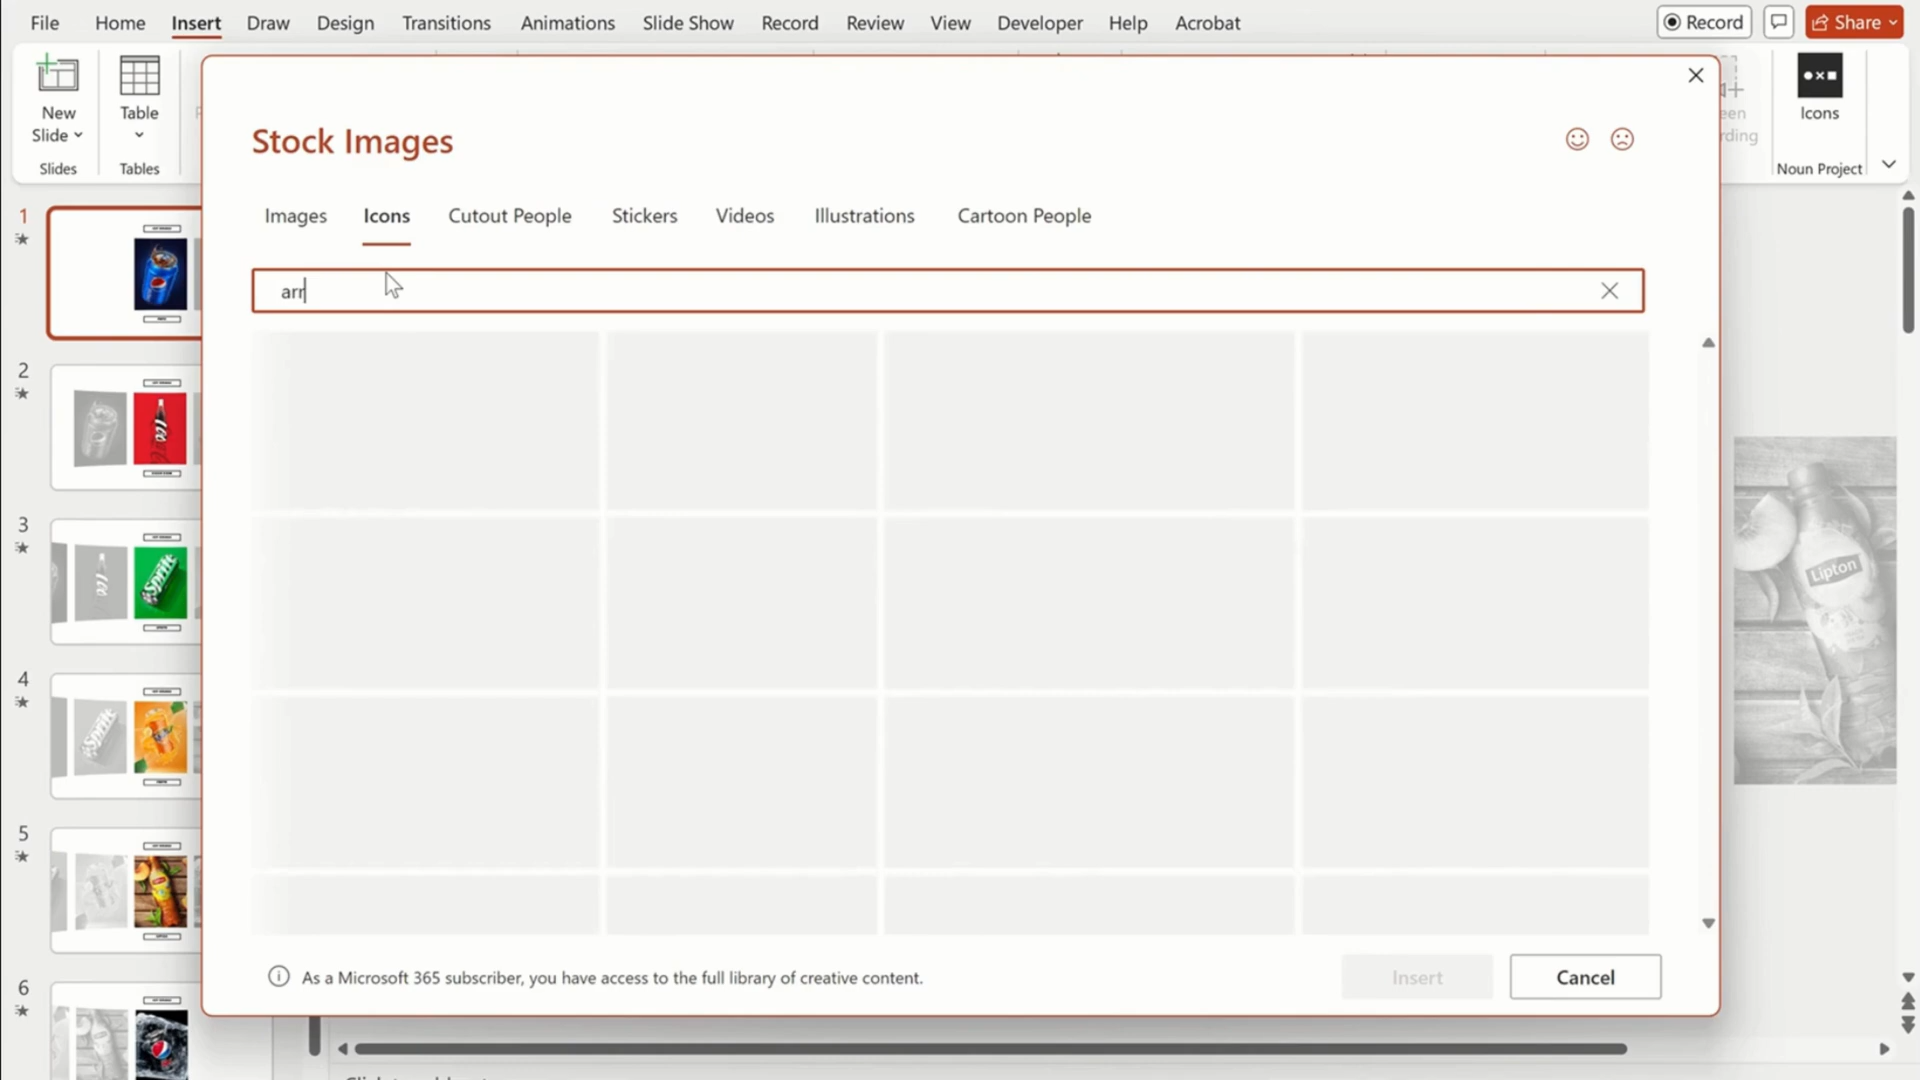 File Home Insert Draw Design Transitions Animations Slide Show Record Review View Developer Help Acrobat Record Share
New Slide
Table
Icons
Slides
Tables
Noun Project
Stock Images
Images Icons Cutout People Stickers Videos Illustrations Cartoon People
arr
1
2
3
Sprite
4
Sprite
5
6
Lipton
As a Microsoft 365 subscriber, you have access to the full library of creative content.
Insert
Cancel